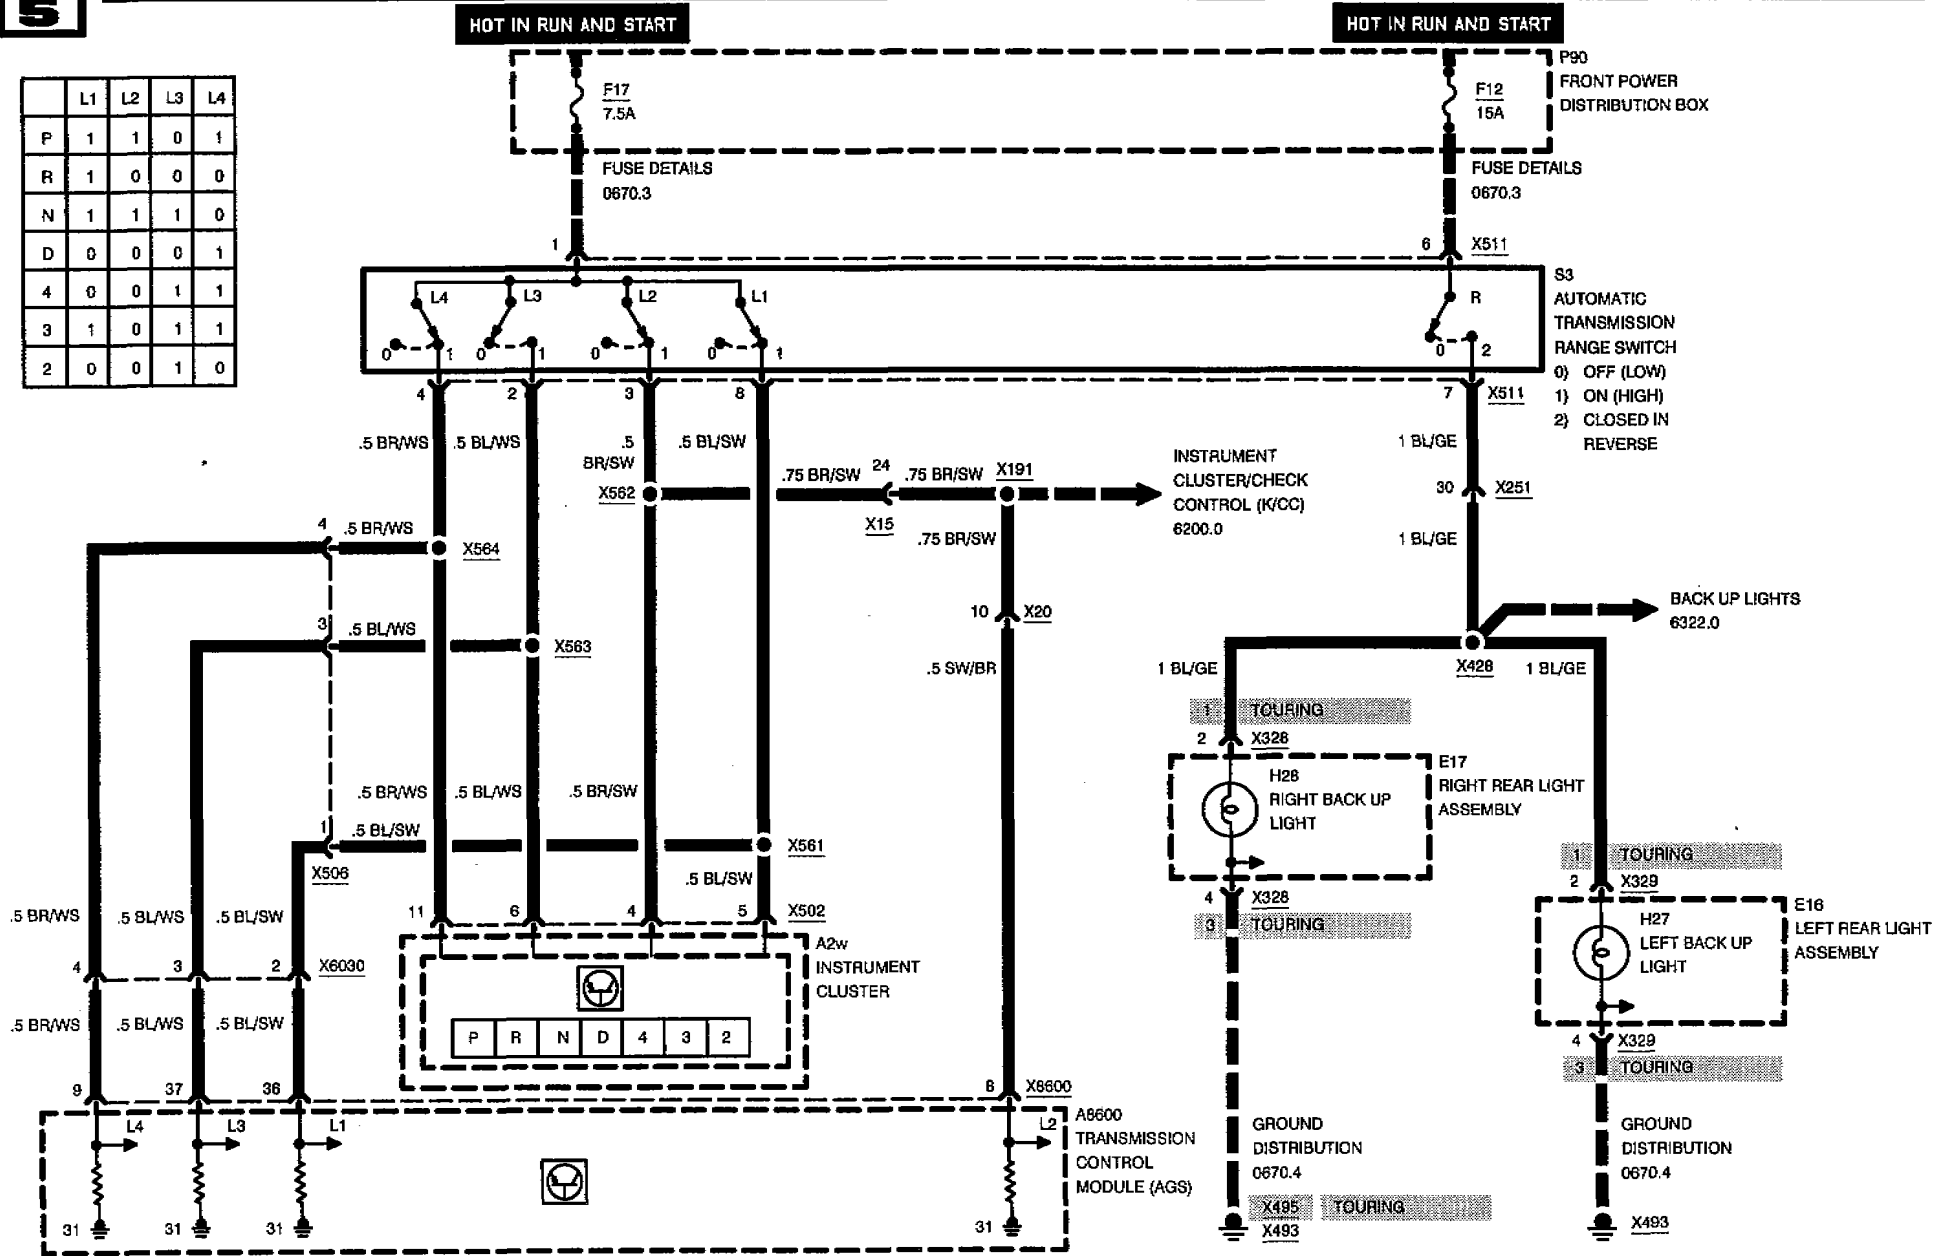 5
HOT IN RUN AND START
HOT IN RUN AND START
P90
FRONT POWER
DISTRIBUTION BOX
F17
7.5A
F12
15A
FUSE DETAILS
0670.3
FUSE DETAILS
0670.3
L1 L2 L3 L4
P 1 1 0 1
R 1 0 0 0
N 1 1 1 0
D 0 0 0 1
4 0 0 1 1
3 1 0 1 1
2 0 0 1 0
1
6 X511
L4 L3 L2 L1 R
0 1 0 1 0 1 0 1 0 2
S3
AUTOMATIC
TRANSMISSION
RANGE SWITCH
0) OFF (LOW)
1) ON (HIGH)
2) CLOSED IN
REVERSE
4 2 3 8 7 X511
.5 BR/WS .5 BL/WS .5
BR/SW
.5 BL/SW
1 BL/GE
X562
.75 BR/SW 24 .75 BR/SW X191
X15
INSTRUMENT
CLUSTER/CHECK
CONTROL (K/CC)
6200.0
30 X251
1 BL/GE
4 .5 BR/WS X564
.75 BR/SW
10 X20
3 .5 BL/WS X563
.5 SW/BR
BACK UP LIGHTS
6322.0
X428
1 BL/GE
1 BL/GE
1 TOURING
2 X328
E17
RIGHT REAR LIGHT
ASSEMBLY
H28
RIGHT BACK UP
LIGHT
4 X328
3 TOURING
.5 BR/WS .5 BL/WS .5 BR/SW
1 .5 BL/SW X561
X506
.5 BL/SW
1 TOURING
2 X329
E16
LEFT REAR LIGHT
ASSEMBLY
H27
LEFT BACK UP
LIGHT
4 X329
3 TOURING
.5 BR/WS .5 BL/WS .5 BL/SW
11 6 4 5 X502
A2w
INSTRUMENT
CLUSTER
P R N D 4 3 2
4 3 2 X6030
.5 BR/WS .5 BL/WS .5 BL/SW
9 37 36 8 X8600
L4 L3 L1 L2
A8600
TRANSMISSION
CONTROL
MODULE (AGS)
31 31 31 31
GROUND
DISTRIBUTION
0670.4
X495 TOURING
X493
GROUND
DISTRIBUTION
0670.4
X493